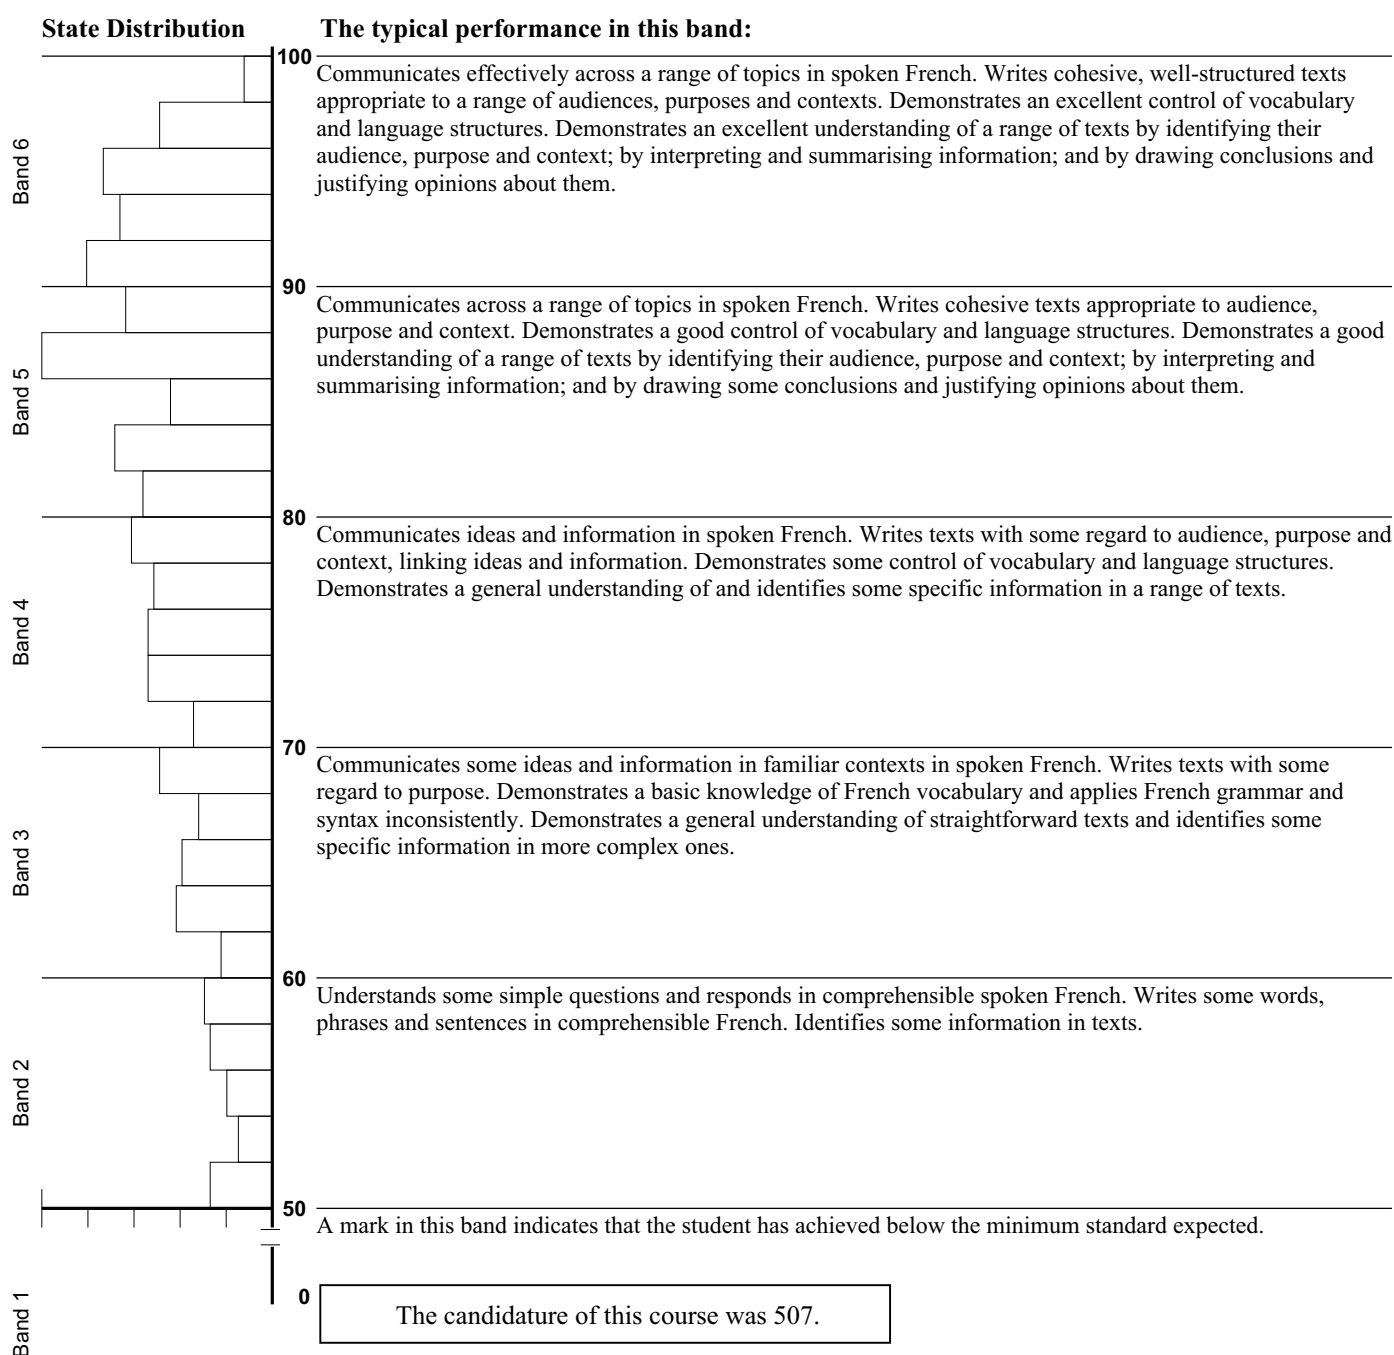 State Distribution
The typical performance in this band:
100
Communicates effectively across a range of topics in spoken French. Writes cohesive, well-structured texts
appropriate to a range of audiences, purposes and contexts. Demonstrates an excellent control of vocabulary
and language structures. Demonstrates an excellent understanding of a range of texts by identifying their
audience, purpose and context; by interpreting and summarising information; and by drawing conclusions and
justifying opinions about them.
Band 6
90
Communicates across a range of topics in spoken French. Writes cohesive texts appropriate to audience,
purpose and context. Demonstrates a good control of vocabulary and language structures. Demonstrates a good
understanding of a range of texts by identifying their audience, purpose and context; by interpreting and
summarising information; and by drawing some conclusions and justifying opinions about them.
Band 5
80
Communicates ideas and information in spoken French. Writes texts with some regard to audience, purpose and
context, linking ideas and information. Demonstrates some control of vocabulary and language structures.
Demonstrates a general understanding of and identifies some specific information in a range of texts.
Band 4
70
Communicates some ideas and information in familiar contexts in spoken French. Writes texts with some
regard to purpose. Demonstrates a basic knowledge of French vocabulary and applies French grammar and
syntax inconsistently. Demonstrates a general understanding of straightforward texts and identifies some
specific information in more complex ones.
Band 3
60
Understands some simple questions and responds in comprehensible spoken French. Writes some words,
phrases and sentences in comprehensible French. Identifies some information in texts.
Band 2
50
A mark in this band indicates that the student has achieved below the minimum standard expected.
0
The candidature of this course was 507.
Band 1